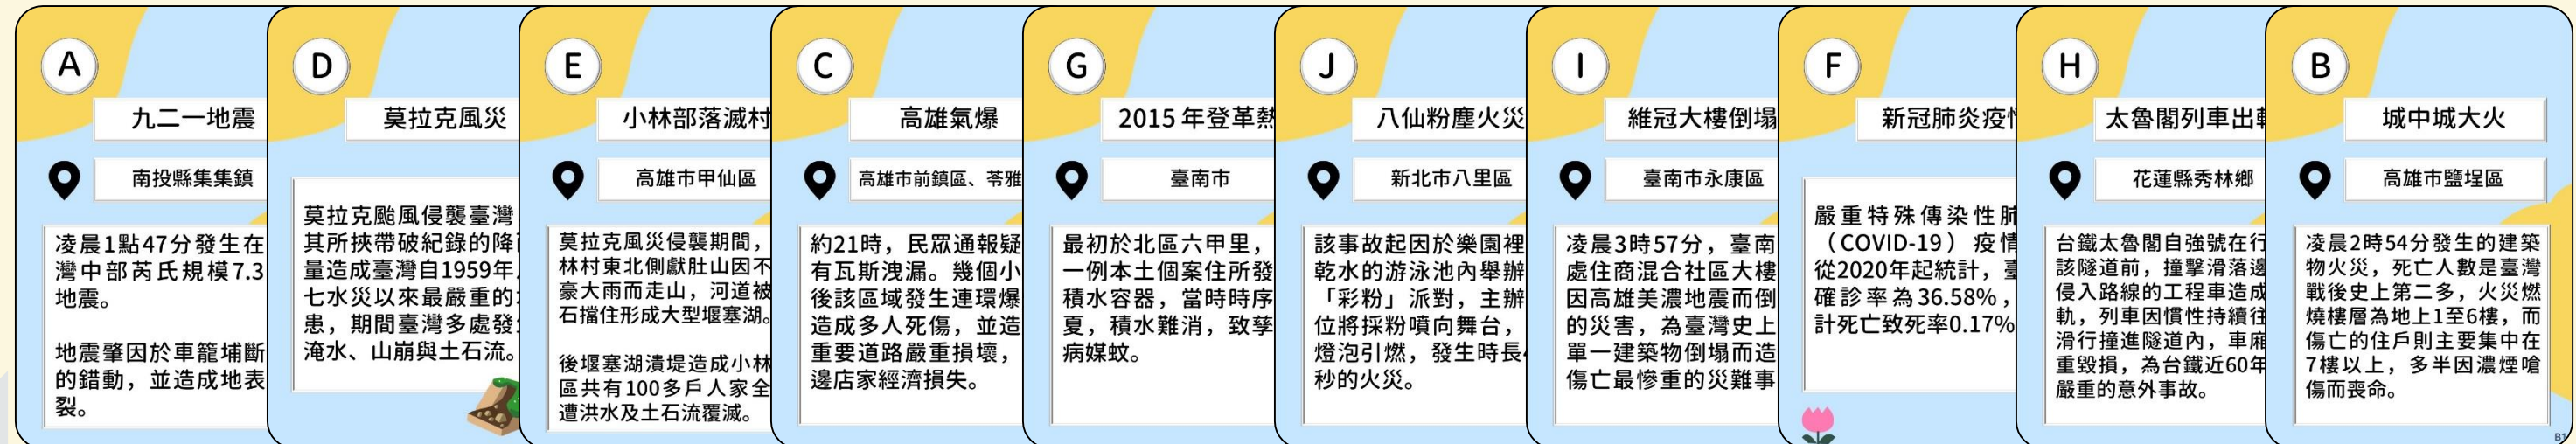 A
九二一地震
南投縣集集鎮
凌晨1點47分發生在
灣中部芮氏規模7.3
地震。
地震肇因於車籠埔斷
的錯動，並造成地表
裂。
D
莫拉克風災
莫拉克颱風侵襲臺灣
其所挾帶破紀錄的降
量造成臺灣自1959年
七水災以來最嚴重的
患，期間臺灣多處發
淹水、山崩與土石流。
E
小林部落滅村
高雄市甲仙區
莫拉克風災侵襲期間，
林村東北側獻肚山因不
豪大雨而走山，河道被
石擋住形成大型堰塞湖。
後堰塞湖潰堤造成小林
區共有100多戶人家全
遭洪水及土石流覆滅。
C
高雄氣爆
高雄市前鎮區、苓雅
約21時，民眾通報疑
有瓦斯洩漏。幾個小
後該區域發生連環爆
造成多人死傷，並造
重要道路嚴重損壞，
邊店家經濟損失。
G
2015年登革熱
臺南市
最初於北區六甲里，
一例本土個案住所發
積水容器，當時時序
夏，積水難消，致孳
病媒蚊。
J
八仙粉塵火災
新北市八里區
該事故起因於樂園裡
乾水的游泳池內舉辦
「彩粉」派對，主辦
位將採粉噴向舞台，
燈泡引燃，發生時長
秒的火災。
I
維冠大樓倒塌
臺南市永康區
凌晨3時57分，臺南
處住商混合社區大樓
因高雄美濃地震而倒
的災害，為臺灣史上
單一建築物倒塌而造
傷亡最慘重的災難事
F
新冠肺炎疫情
嚴重特殊傳染性肺
（COVID-19）疫情
從2020年起統計，臺
確診率為36.58%，
計死亡致死率0.17%
H
太魯閣列車出軌
花蓮縣秀林鄉
台鐵太魯閣自強號在行
該隧道前，撞擊滑落邊
侵入路線的工程車造成
軌，列車因慣性持續往
滑行撞進隧道內，車廂
重毀損，為台鐵近60年
嚴重的意外事故。
B
城中城大火
高雄市鹽埕區
凌晨2時54分發生的建築
物火災，死亡人數是臺灣
戰後史上第二多，火災燃
燒樓層為地上1至6樓，而
傷亡的住戶則主要集中在
7樓以上，多半因濃煙嗆
傷而喪命。